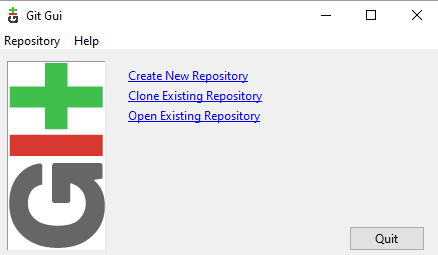 Git Gui
Repository Help
Create New Repository
Clone Existing Repository
Open Existing Repository
Quit